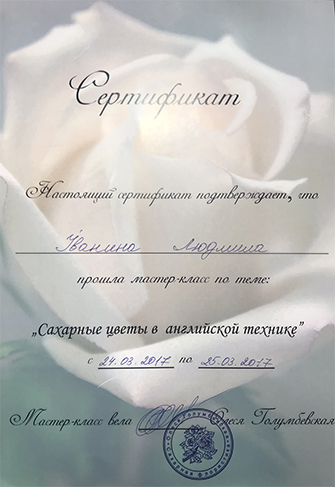 Сертификат
Настоящий сертификат подтверждает, что
Иванина Людмила
прошла мастер-класс по теме:
„Сахарные цветы в английской технике"
с 24.03.2017 по 25.03.2017
Мастер-класс вела Олеся Голумбевская